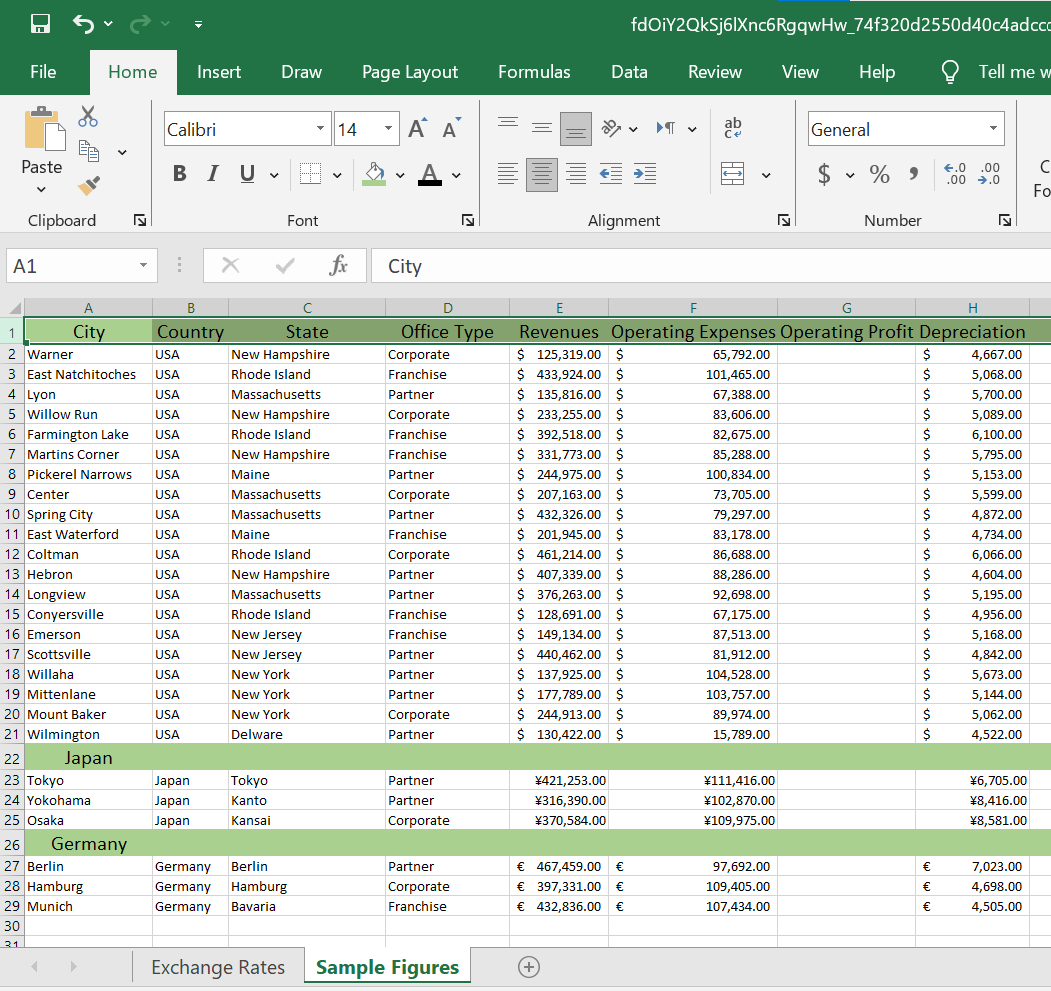 fdOiY2QkSj6lXnc6RgqwHw_74f320d2550d40c4adccc
File Home Insert Draw Page Layout Formulas Data Review View Help Tell me w
Calibri 14 General
Paste
Clipboard Font Alignment Number Fo
A1 fx City
A B C D E F G H
1 City Country State Office Type Revenues Operating Expenses Operating Profit Depreciation
2 Warner USA New Hampshire Corporate $ 125,319.00 $ 65,792.00 $ 4,667.00
3 East Natchitoches USA Rhode Island Franchise $ 433,924.00 $ 101,465.00 $ 5,068.00
4 Lyon USA Massachusetts Partner $ 135,816.00 $ 67,388.00 $ 5,700.00
5 Willow Run USA New Hampshire Corporate $ 233,255.00 $ 83,606.00 $ 5,089.00
6 Farmington Lake USA Rhode Island Franchise $ 392,518.00 $ 82,675.00 $ 6,100.00
7 Martins Corner USA New Hampshire Franchise $ 331,773.00 $ 85,288.00 $ 5,795.00
8 Pickerel Narrows USA Maine Partner $ 244,975.00 $ 100,834.00 $ 5,153.00
9 Center USA Massachusetts Corporate $ 207,163.00 $ 73,705.00 $ 5,599.00
10 Spring City USA Massachusetts Partner $ 432,326.00 $ 79,297.00 $ 4,872.00
11 East Waterford USA Maine Franchise $ 201,945.00 $ 83,178.00 $ 4,734.00
12 Coltman USA Rhode Island Corporate $ 461,214.00 $ 86,688.00 $ 6,066.00
13 Hebron USA New Hampshire Partner $ 407,339.00 $ 88,286.00 $ 4,604.00
14 Longview USA Massachusetts Partner $ 376,263.00 $ 92,698.00 $ 5,195.00
15 Conyersville USA Rhode Island Franchise $ 128,691.00 $ 67,175.00 $ 4,956.00
16 Emerson USA New Jersey Franchise $ 149,134.00 $ 87,513.00 $ 5,168.00
17 Scottsville USA New Jersey Partner $ 440,462.00 $ 81,912.00 $ 4,842.00
18 Willaha USA New York Partner $ 137,925.00 $ 104,528.00 $ 5,673.00
19 Mittenlane USA New York Partner $ 177,789.00 $ 103,757.00 $ 5,144.00
20 Mount Baker USA New York Corporate $ 244,913.00 $ 89,974.00 $ 5,062.00
21 Wilmington USA Delware Partner $ 130,422.00 $ 15,789.00 $ 4,522.00
22 Japan
23 Tokyo Japan Tokyo Partner ¥421,253.00 ¥111,416.00 ¥6,705.00
24 Yokohama Japan Kanto Partner ¥316,390.00 ¥102,870.00 ¥8,416.00
25 Osaka Japan Kansai Corporate ¥370,584.00 ¥109,975.00 ¥8,581.00
26 Germany
27 Berlin Germany Berlin Partner € 467,459.00 € 97,692.00 € 7,023.00
28 Hamburg Germany Hamburg Corporate € 397,331.00 € 109,405.00 € 4,698.00
29 Munich Germany Bavaria Franchise € 432,836.00 € 107,434.00 € 4,505.00
30
31
Exchange Rates Sample Figures